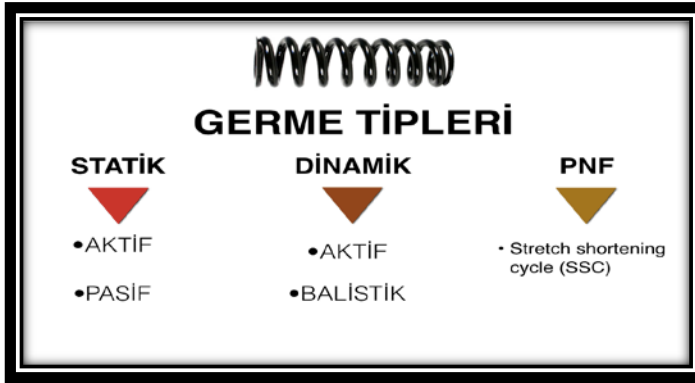 GERME TİPLERİ
STATİK
•AKTİF
•PASİF
DİNAMİK
•AKTİF
•BALİSTİK
PNF
• Stretch shortening
cycle (SSC)